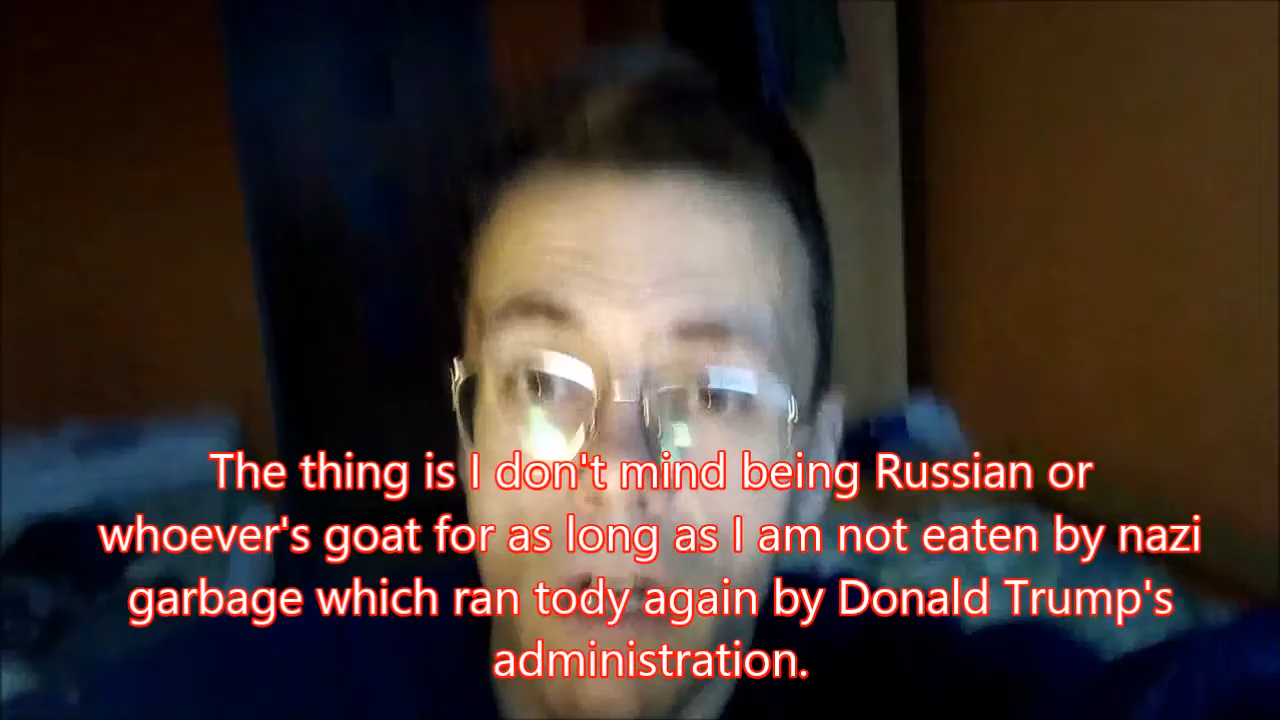 The thing is I don't mind being Russian or
whoever's goat for as long as I am not eaten by nazi
garbage which ran tody again by Donald Trump's
administration.